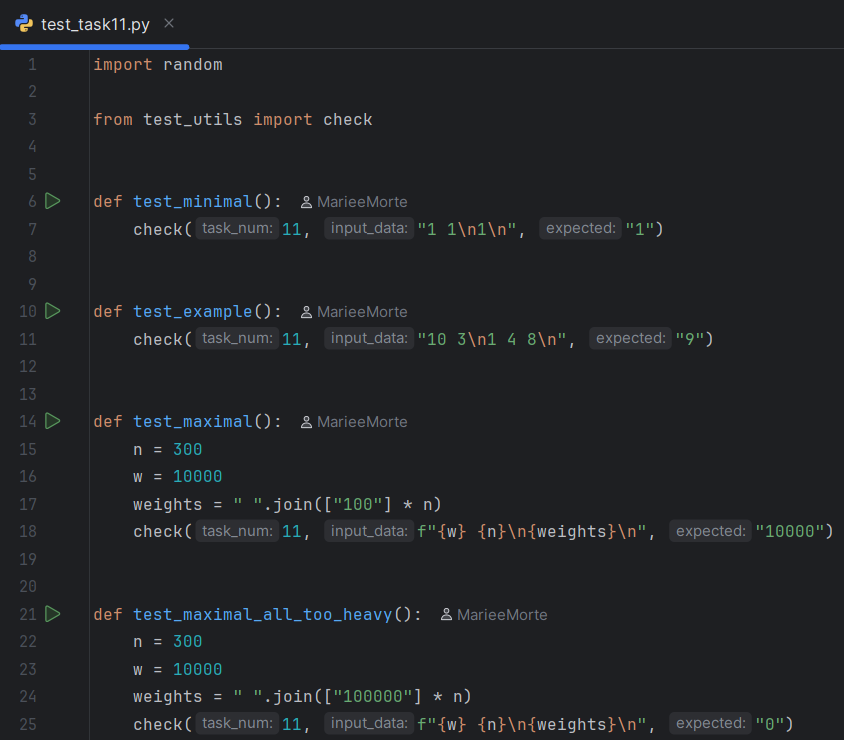 test_task11.py ×
1 import random
2
3 from test_utils import check
4
5
6 def test_minimal(): MarieeMorte
7 check( task_num: 11, input_data: "1 1\n1\n", expected: "1")
8
9
10 def test_example(): MarieeMorte
11 check( task_num: 11, input_data: "10 3\n1 4 8\n", expected: "9")
12
13
14 def test_maximal(): MarieeMorte
15 n = 300
16 w = 10000
17 weights = " ".join(["100"] * n)
18 check( task_num: 11, input_data: f"{w} {n}\n{weights}\n", expected: "10000")
19
20
21 def test_maximal_all_too_heavy(): MarieeMorte
22 n = 300
23 w = 10000
24 weights = " ".join(["100000"] * n)
25 check( task_num: 11, input_data: f"{w} {n}\n{weights}\n", expected: "0")